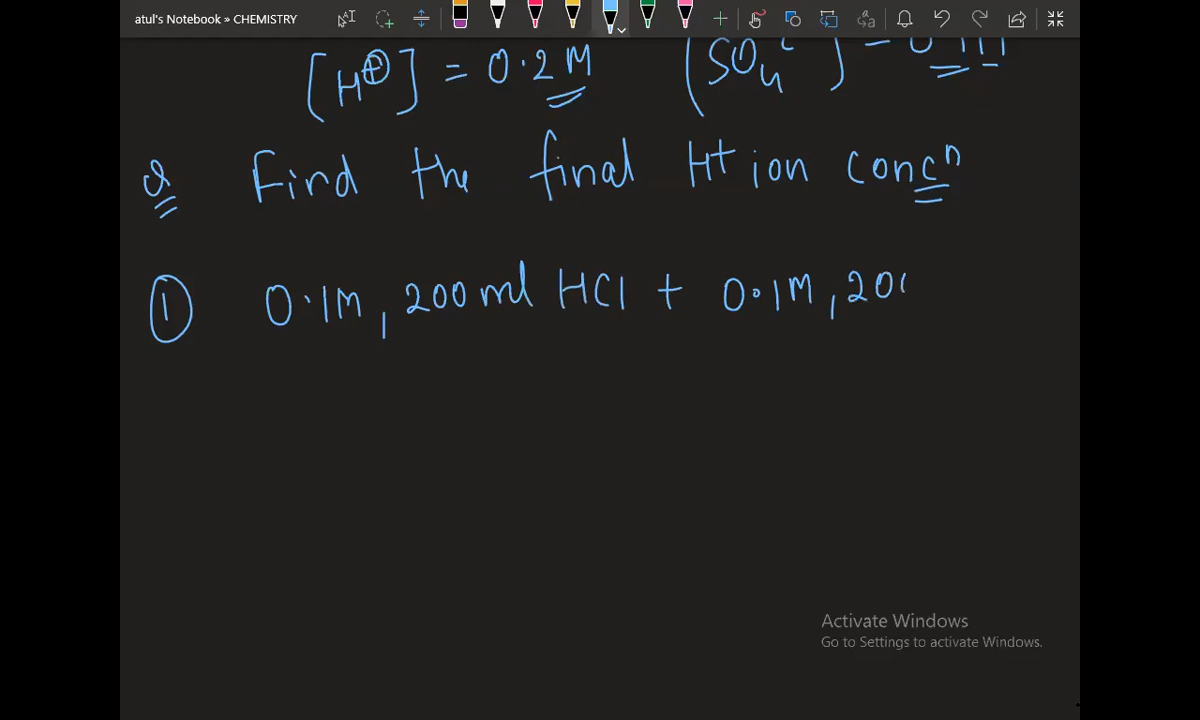 atul's Notebook » CHEMISTRY
[H⊕] = 0.2 M
Q Find the final H+ ion concn
① 0.1M, 200 ml HCl + 0.1M, 200
Activate Windows
Go to Settings to activate Windows.